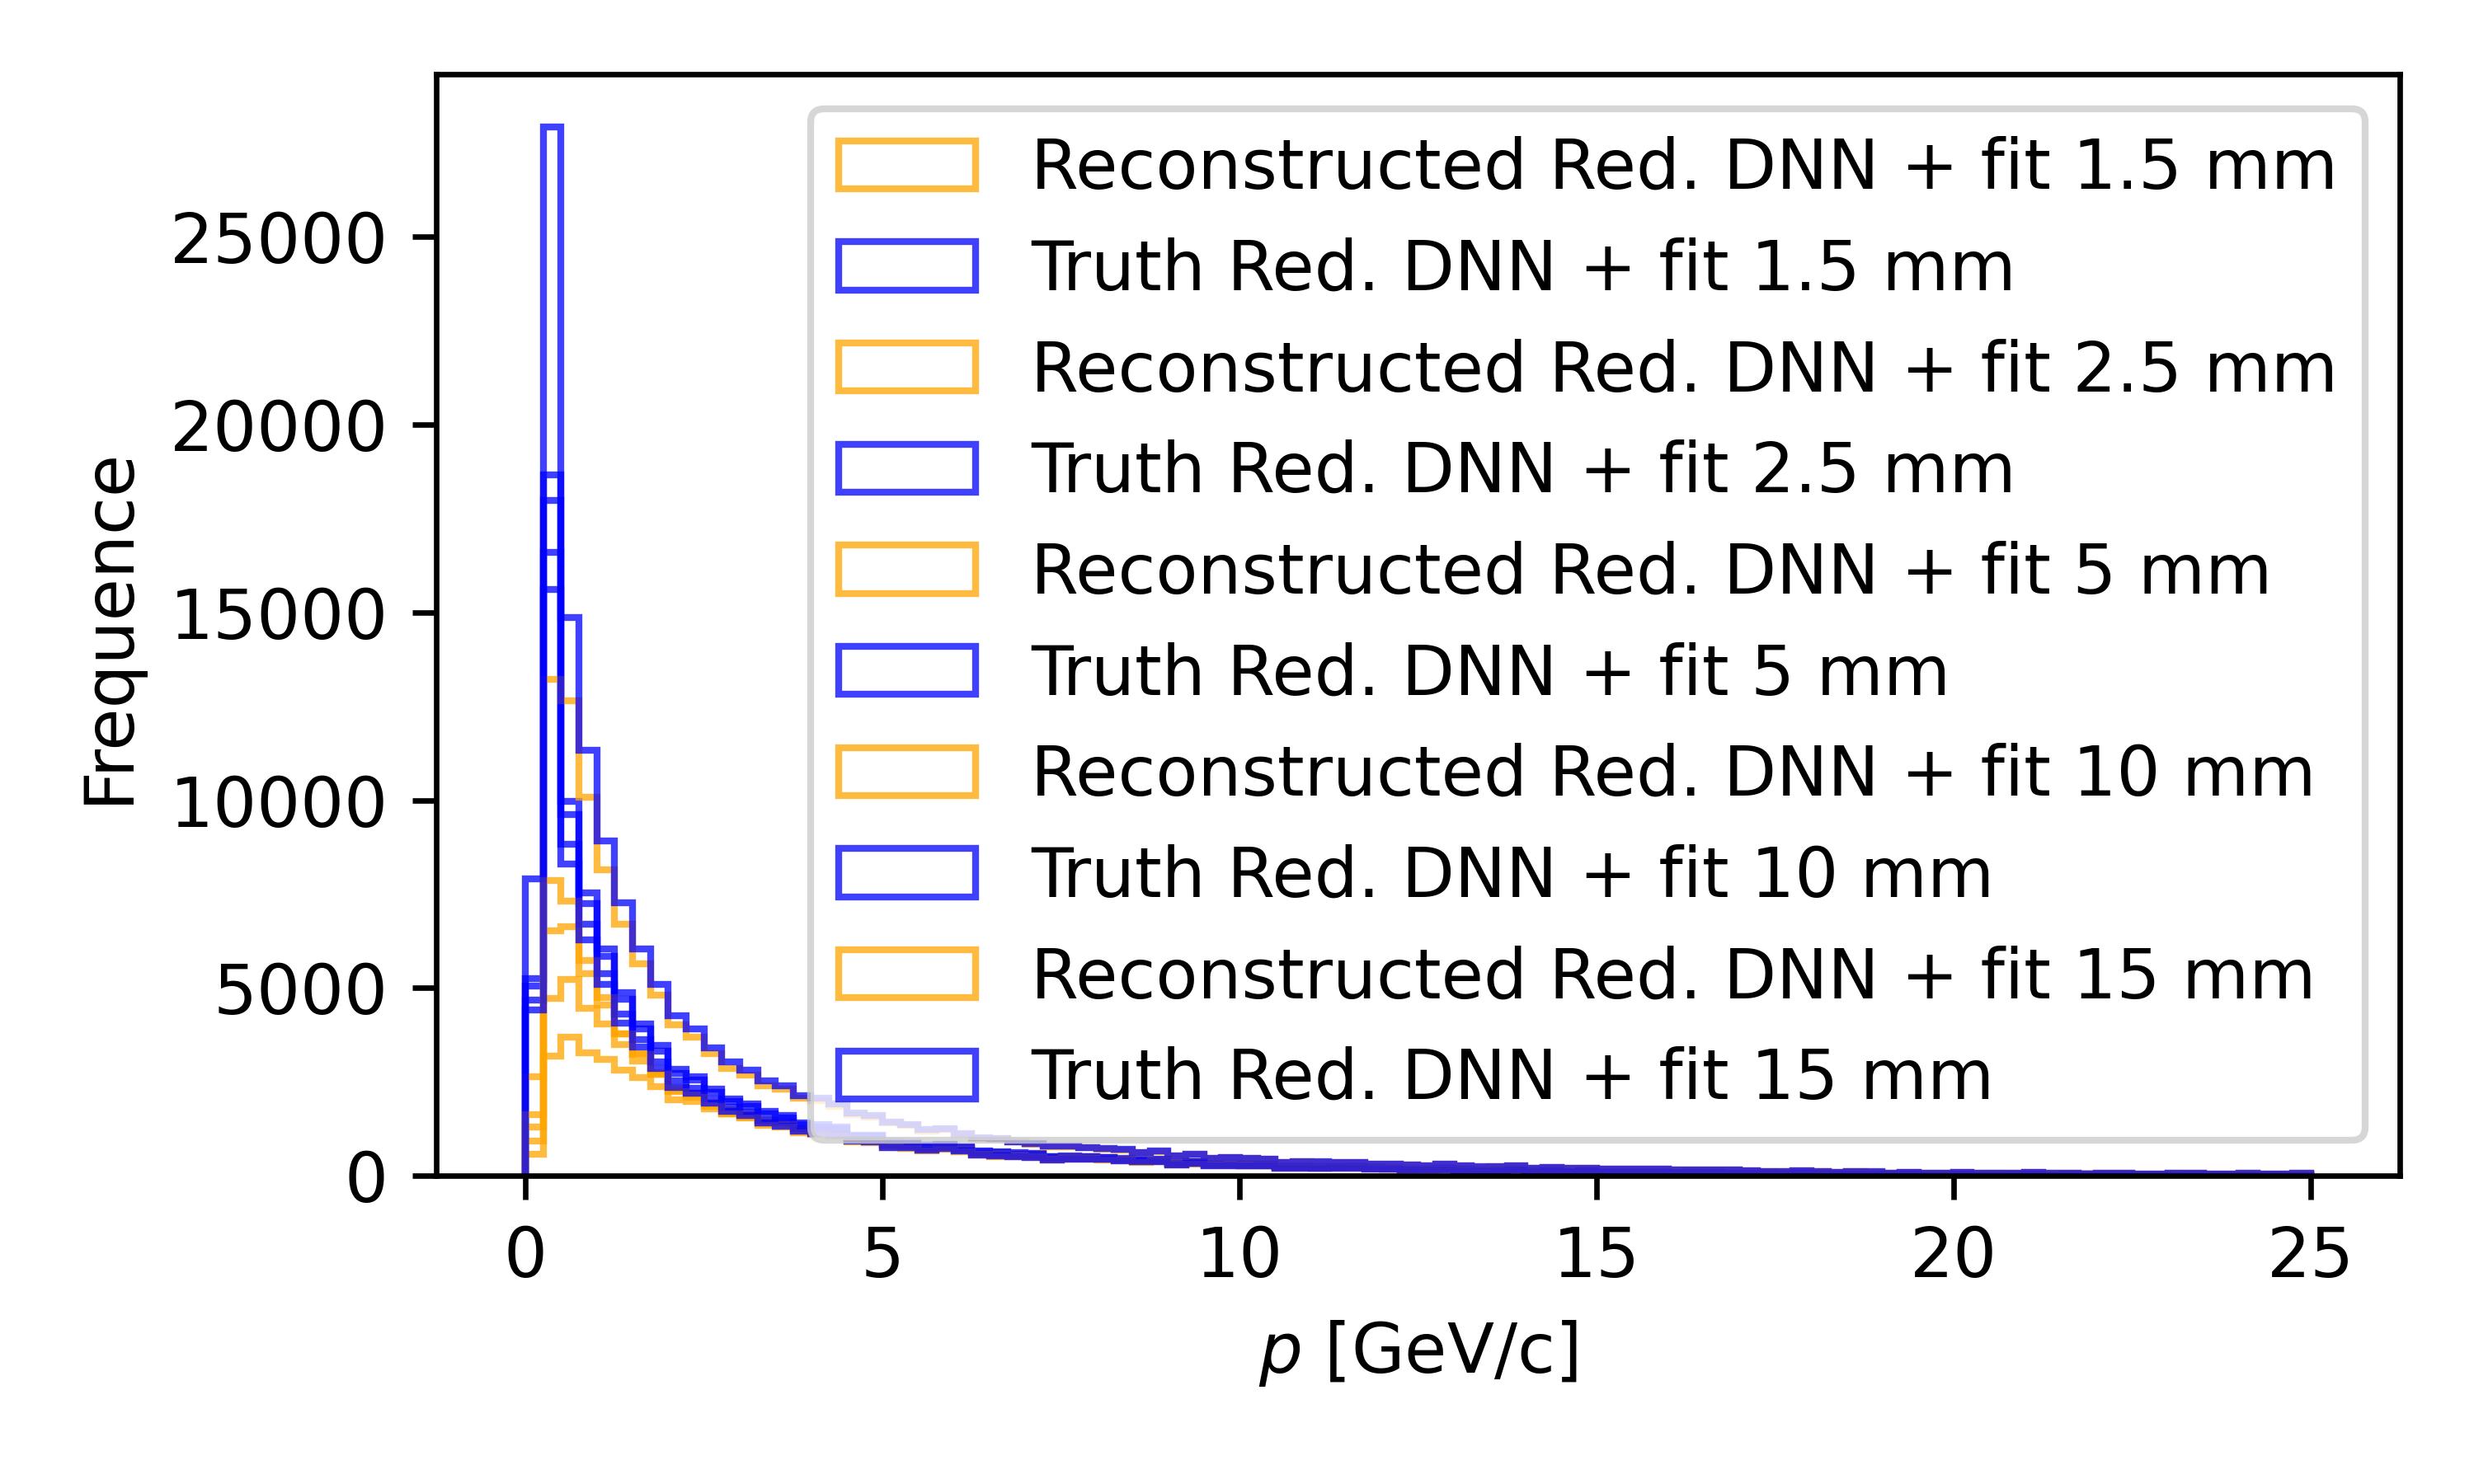 Frequence
25000
20000
15000
10000
5000
0
0 5 10 15 20 25
p [GeV/c]
Reconstructed Red. DNN + fit 1.5 mm
Truth Red. DNN + fit 1.5 mm
Reconstructed Red. DNN + fit 2.5 mm
Truth Red. DNN + fit 2.5 mm
Reconstructed Red. DNN + fit 5 mm
Truth Red. DNN + fit 5 mm
Reconstructed Red. DNN + fit 10 mm
Truth Red. DNN + fit 10 mm
Reconstructed Red. DNN + fit 15 mm
Truth Red. DNN + fit 15 mm